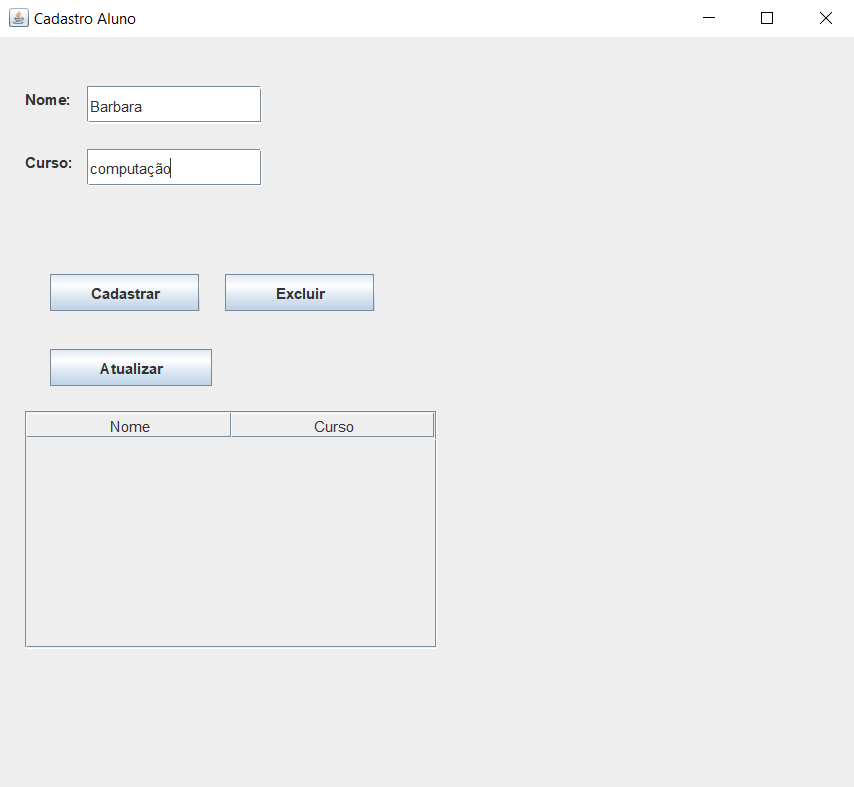 Cadastro Aluno
Nome: Barbara
Curso: computação
Cadastrar Excluir
Atualizar
Nome Curso